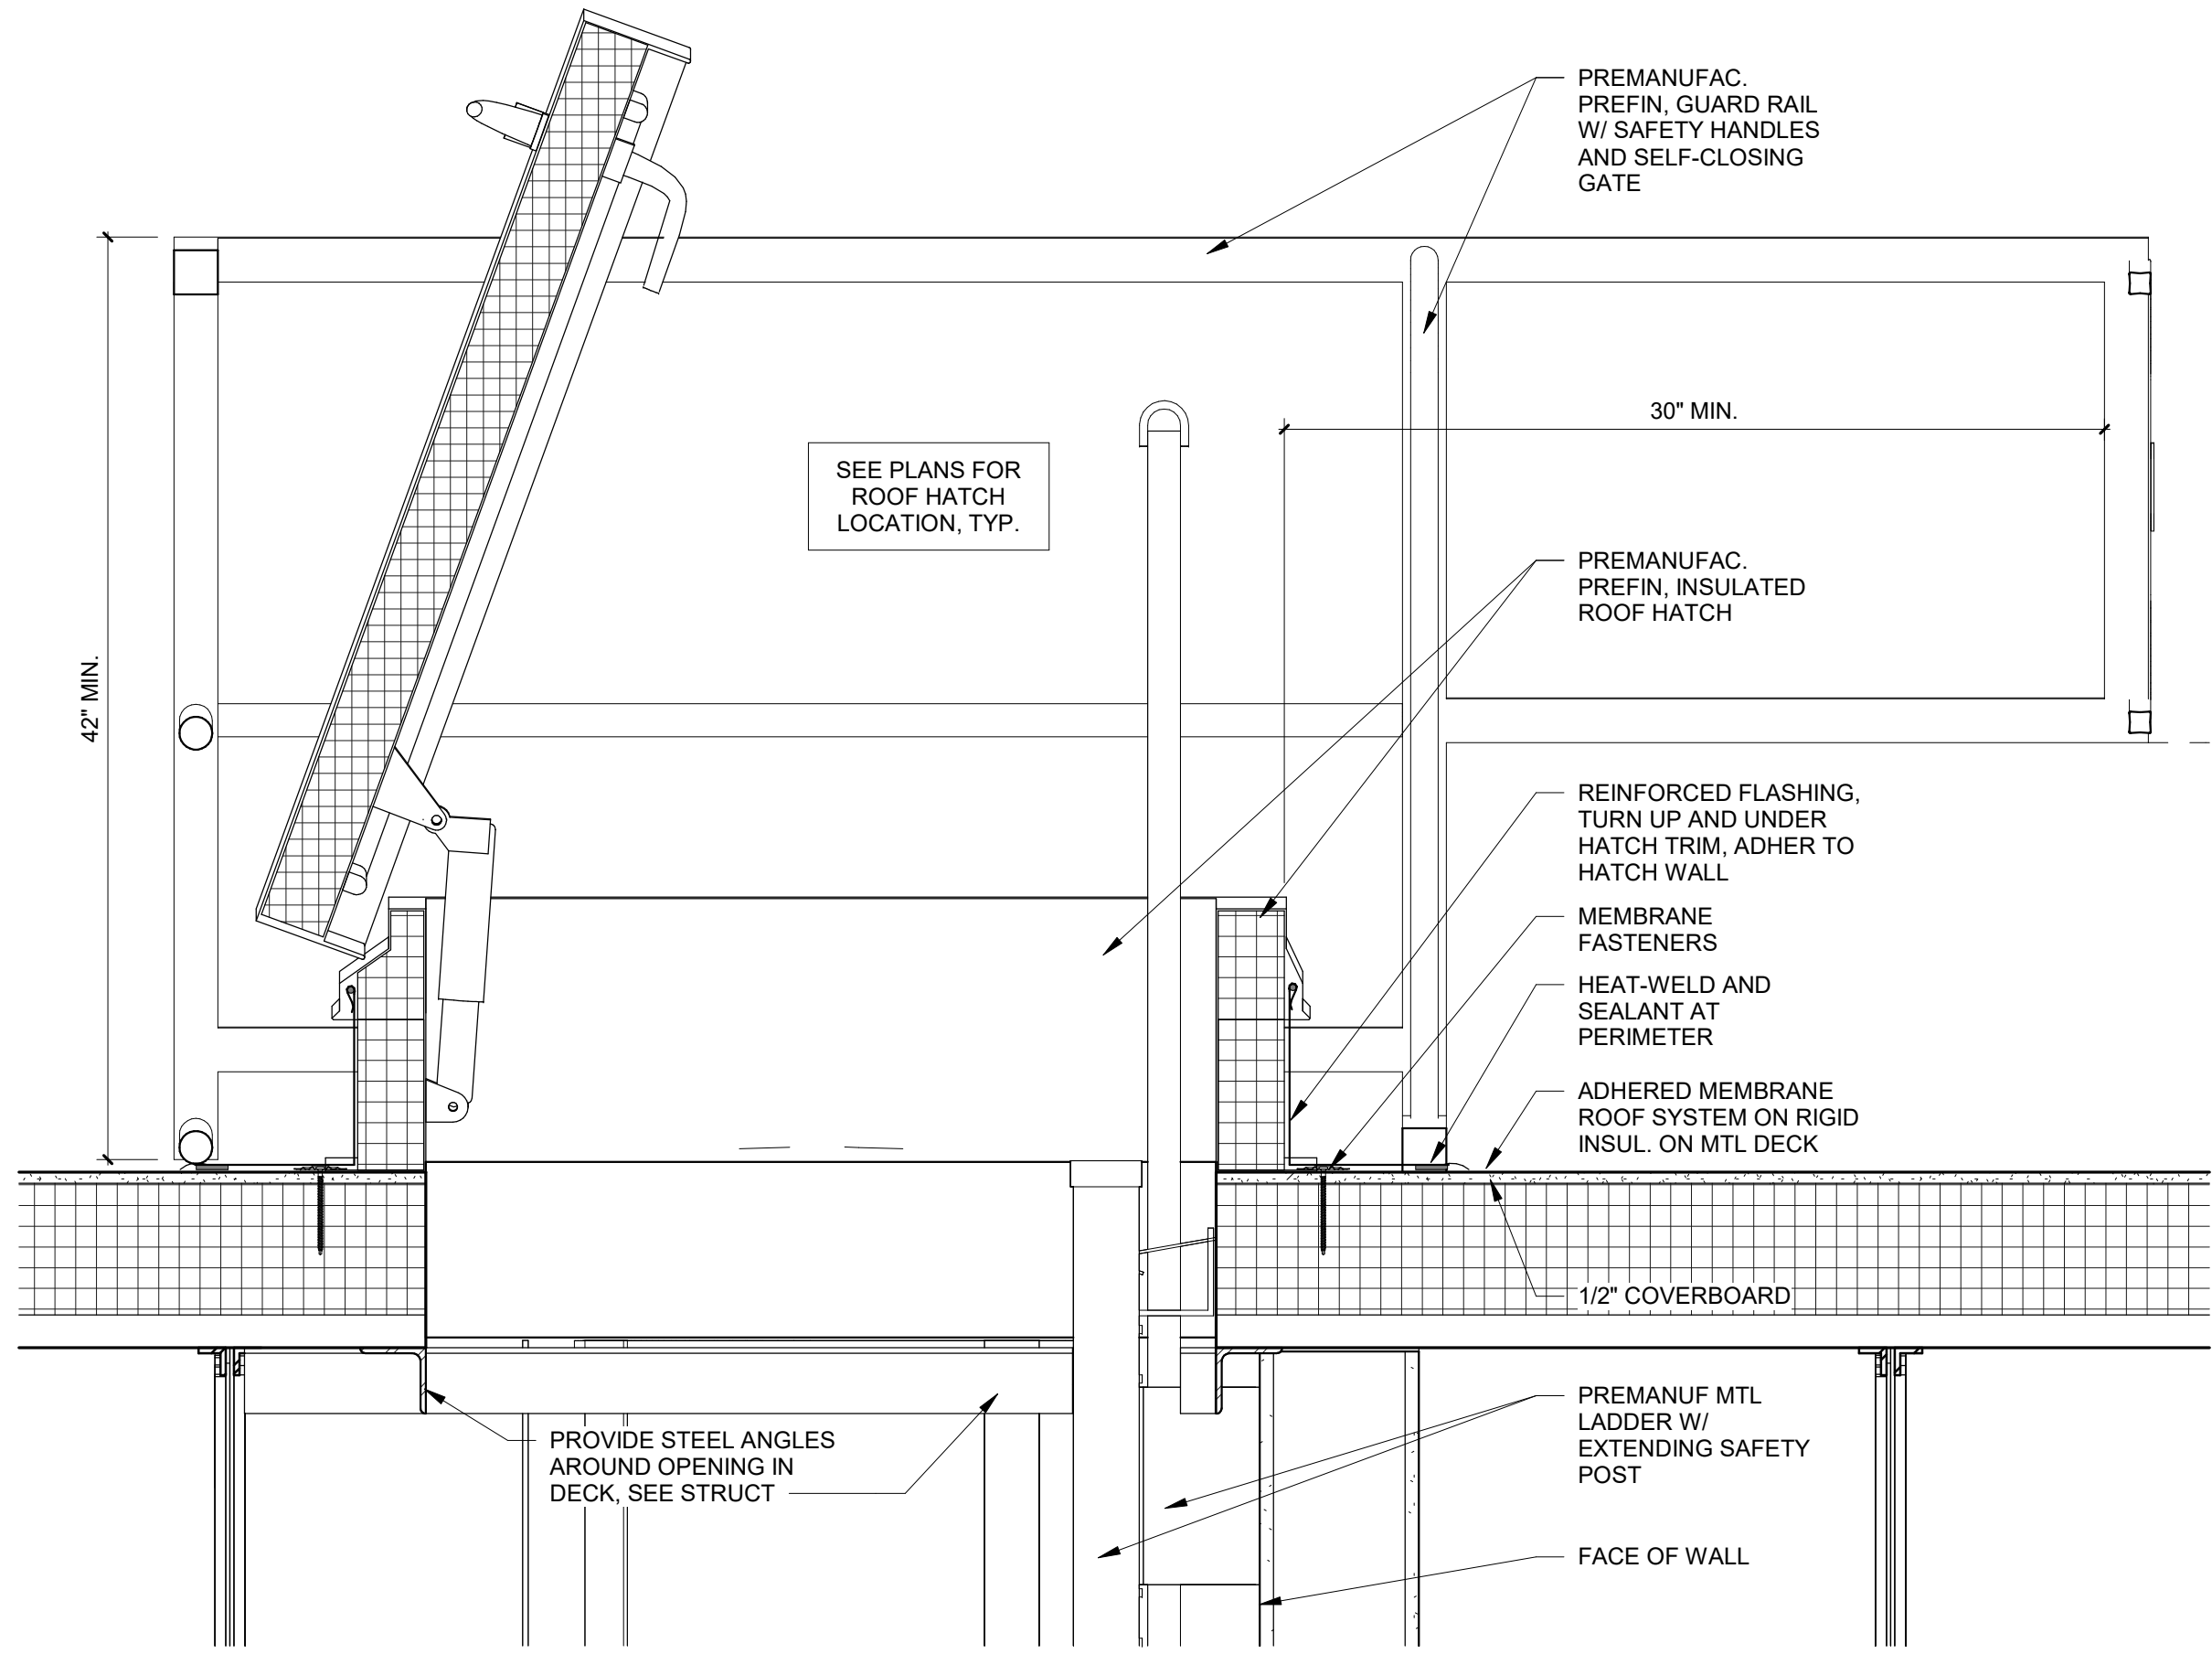 PREMANUFAC.
PREFIN, GUARD RAIL
W/ SAFETY HANDLES
AND SELF-CLOSING
GATE
30" MIN.
SEE PLANS FOR
ROOF HATCH
LOCATION, TYP.
PREMANUFAC.
PREFIN, INSULATED
ROOF HATCH
42" MIN.
REINFORCED FLASHING,
TURN UP AND UNDER
HATCH TRIM, ADHER TO
HATCH WALL
MEMBRANE
FASTENERS
HEAT-WELD AND
SEALANT AT
PERIMETER
ADHERED MEMBRANE
ROOF SYSTEM ON RIGID
INSUL. ON MTL DECK
1/2" COVERBOARD
PROVIDE STEEL ANGLES
AROUND OPENING IN
DECK, SEE STRUCT
PREMANUF MTL
LADDER W/
EXTENDING SAFETY
POST
FACE OF WALL